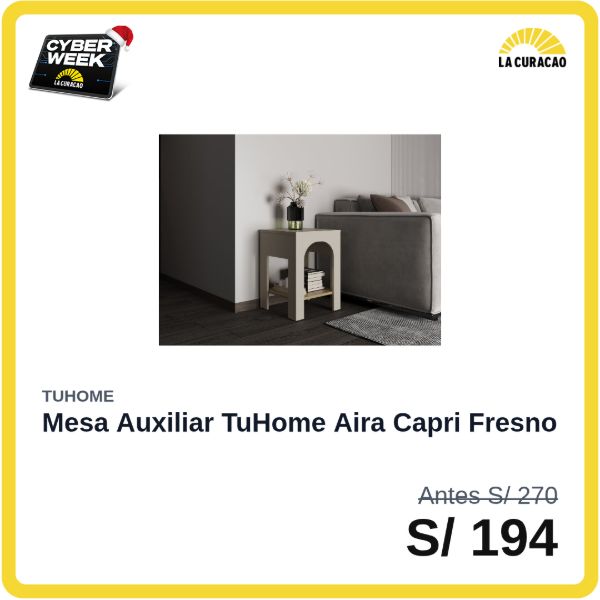 CYBER
WEEK
LA CURACAO
LA CURACAO
TUHOME
Mesa Auxiliar TuHome Aira Capri Fresno
Antes S/ 270
S/ 194